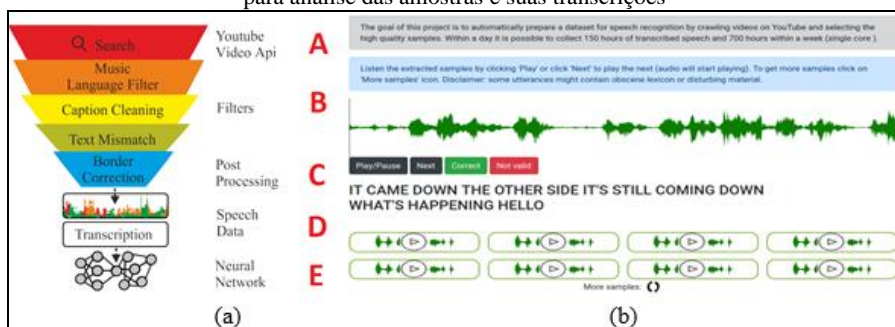 para análise das amostras e suas transcrições
Search
Music
Language Filter
Caption Cleaning
Text Mismatch
Border
Correction
Transcription
Youtube
Video Api
Filters
Post
Processing
Speech
Data
Neural
Network
(a)
A
B
C
D
E
The goal of this project is to automatically prepare a dataset for speech recognition by crawling videos on YouTube and selecting the
high quality samples. Within a day it is possible to collect 150 hours of transcribed speech and 700 hours within a week (single core ).
Listen the extracted samples by clicking 'Play' or click 'Next' to play the next (audio will start playing). To get more samples click on
'More samples' icon. Disclaimer: some utterances might contain obscene lexicon or disturbing material.
Play/Pause Next Correct Not valid
IT CAME DOWN THE OTHER SIDE IT'S STILL COMING DOWN
WHAT'S HAPPENING HELLO
More samples:
(b)